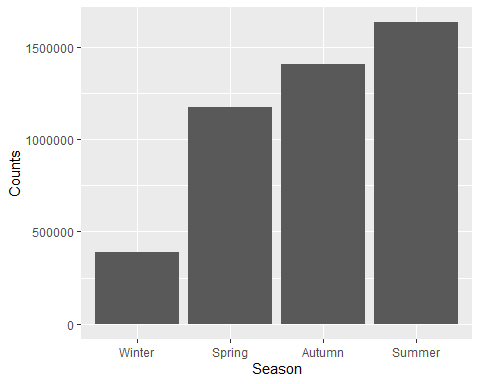 1500000
1000000
500000
0
Counts
Winter Spring Autumn Summer
Season